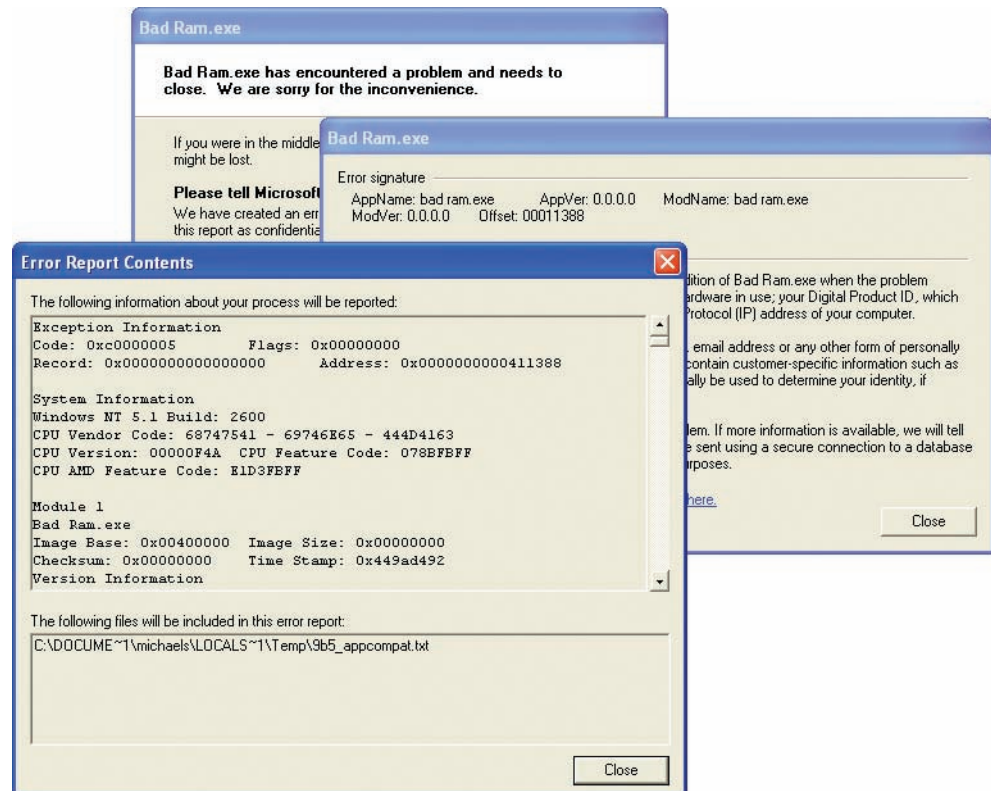 Bad Ram.exe
Bad Ram.exe has encountered a problem and needs to
close. We are sorry for the inconvenience.
If you were in the middle
might be lost.
Please tell Microsoft
We have created an err
this report as confidentia
Bad Ram.exe
Error signature
AppName: bad ram.exe AppVer: 0.0.0.0 ModName: bad ram.exe
ModVer: 0.0.0.0 Offset: 00011388
dition of Bad Ram.exe when the problem
ardware in use; your Digital Product ID, which
Protocol (IP) address of your computer.
, email address or any other form of personally
contain customer-specific information such as
ally be used to determine your identity, if
lem. If more information is available, we will tell
e sent using a secure connection to a database
irposes.
here.
Close
Error Report Contents
The following information about your process will be reported:
Exception Information
Code: 0xc0000005 Flags: 0x00000000
Record: 0x0000000000000000 Address: 0x0000000000411388
System Information
Windows NT 5.1 Build: 2600
CPU Vendor Code: 68747541 - 69746E65 - 444D4163
CPU Version: 00000F4A CPU Feature Code: 078BFBFF
CPU AMD Feature Code: E1D3FBFF
Module 1
Bad Ram.exe
Image Base: 0x00400000 Image Size: 0x00000000
Checksum: 0x00000000 Time Stamp: 0x449ad492
Version Information
The following files will be included in this error report:
C:\DOCUME~1\michaels\LOCALS~1\Temp\9b5_appcompat.txt
Close